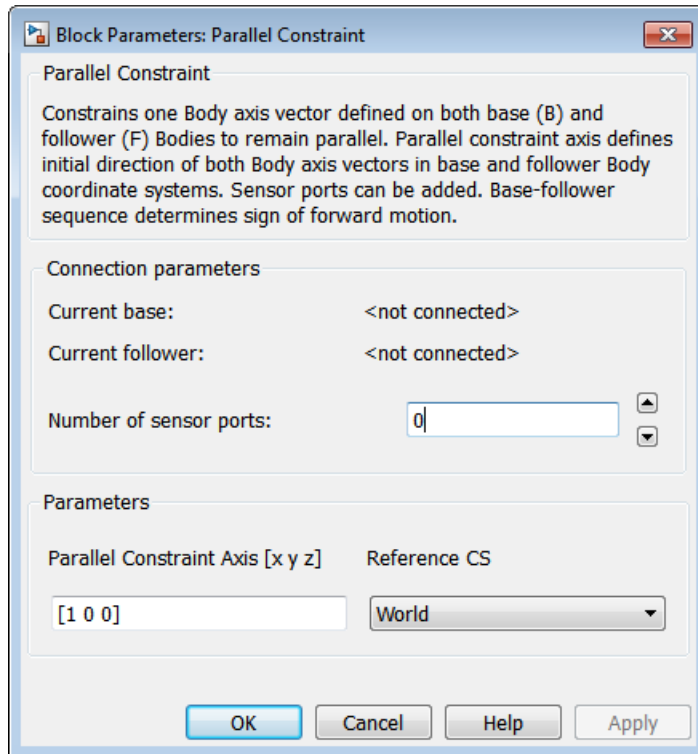 Block Parameters: Parallel Constraint
Parallel Constraint
Constrains one Body axis vector defined on both base (B) and
follower (F) Bodies to remain parallel. Parallel constraint axis defines
initial direction of both Body axis vectors in base and follower Body
coordinate systems. Sensor ports can be added. Base-follower
sequence determines sign of forward motion.
Connection parameters
Current base: <not connected>
Current follower: <not connected>
Number of sensor ports: 0
Parameters
Parallel Constraint Axis [x y z] Reference CS
[1 0 0] World
OK Cancel Help Apply